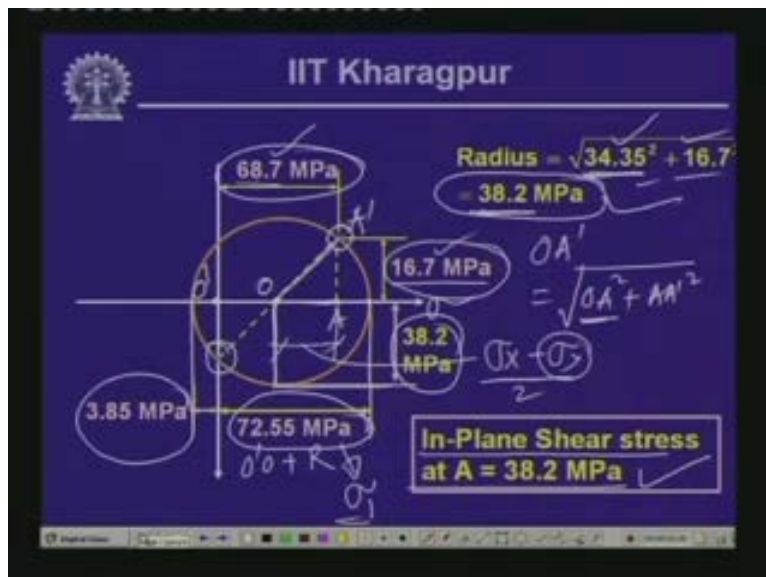 IIT Kharagpur
68.7 MPa
Radius = √34.35² + 16.7²
= 38.2 MPa
A'
16.7 MPa
OA'
= √OA² + AA'²
O'
O
A
σ
38.2
MPa
σx - σy
2
3.85 MPa
72.55 MPa
O'O + R
σ1
In-Plane Shear stress
at A = 38.2 MPa